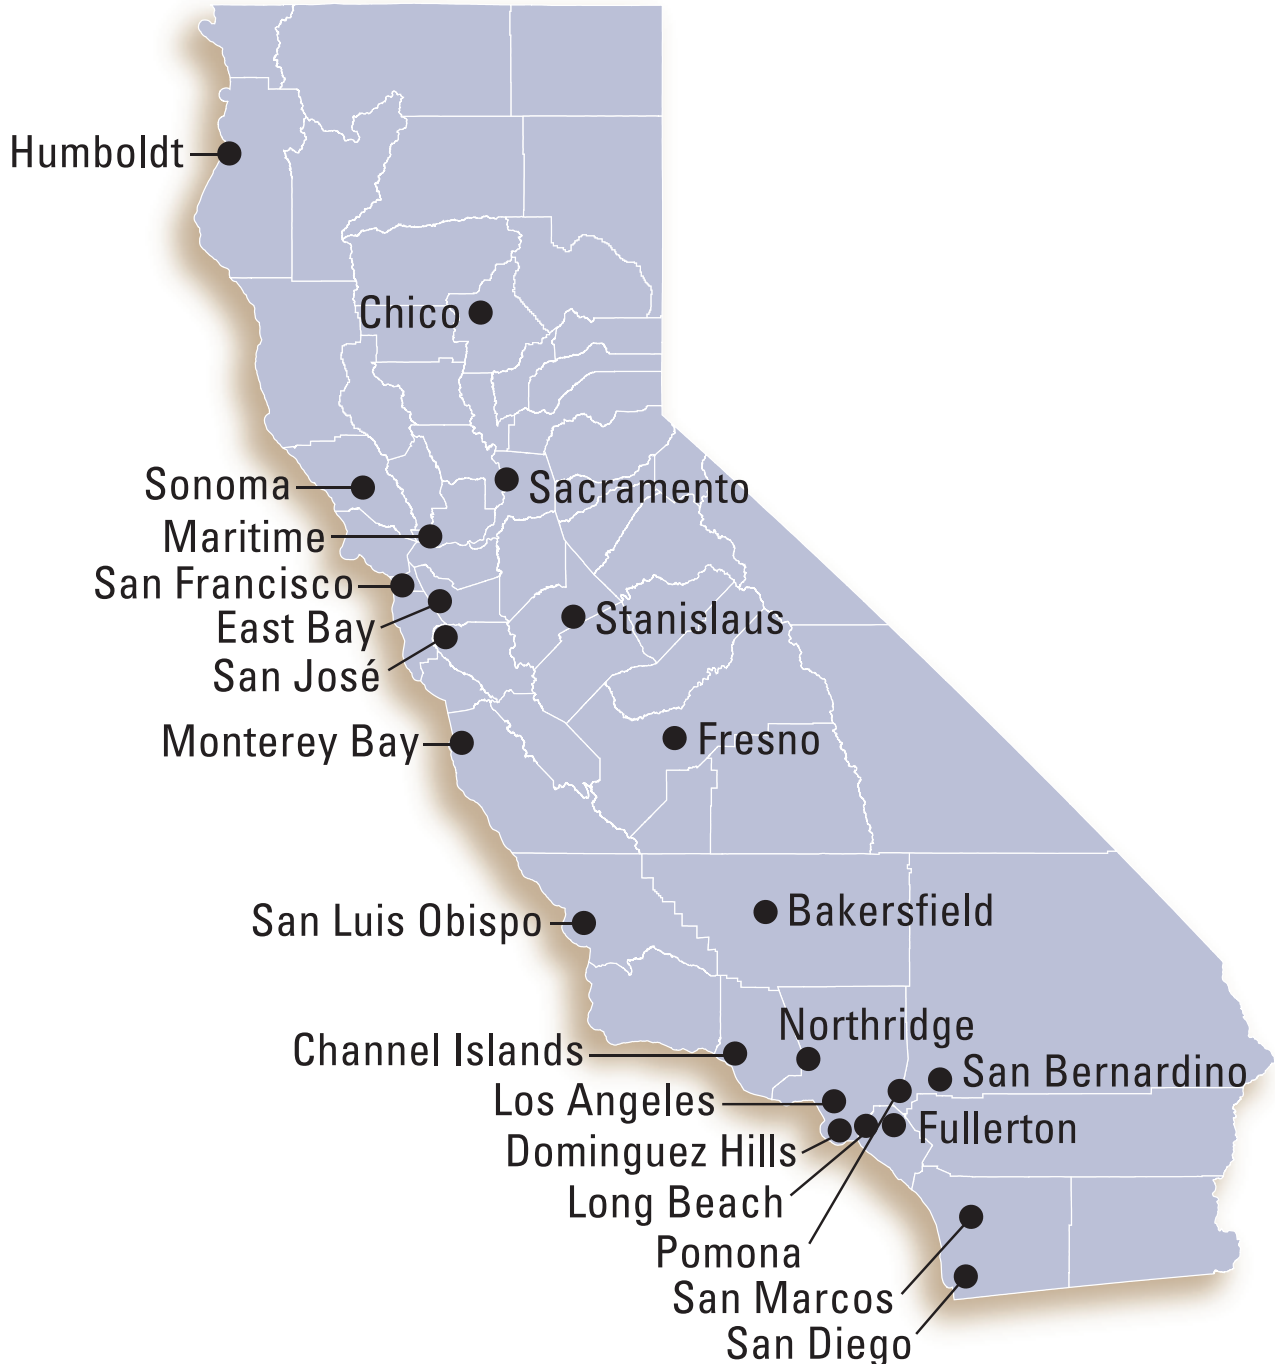 Humboldt
Chico
Sonoma
Sacramento
Maritime
San Francisco
East Bay
Stanislaus
San José
Monterey Bay
Fresno
San Luis Obispo
Bakersfield
Northridge
Channel Islands
San Bernardino
Los Angeles
Fullerton
Dominguez Hills
Long Beach
Pomona
San Marcos
San Diego